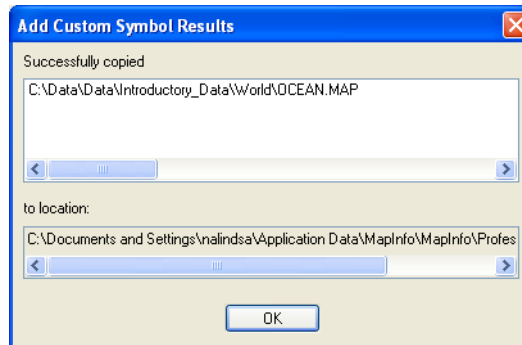 Add Custom Symbol Results
Successfully copied
C:\Data\Data\Introductory_Data\World\OCEAN.MAP
to location:
C:\Documents and Settings\nalindsa\Application Data\MapInfo\MapInfo\Profes
OK